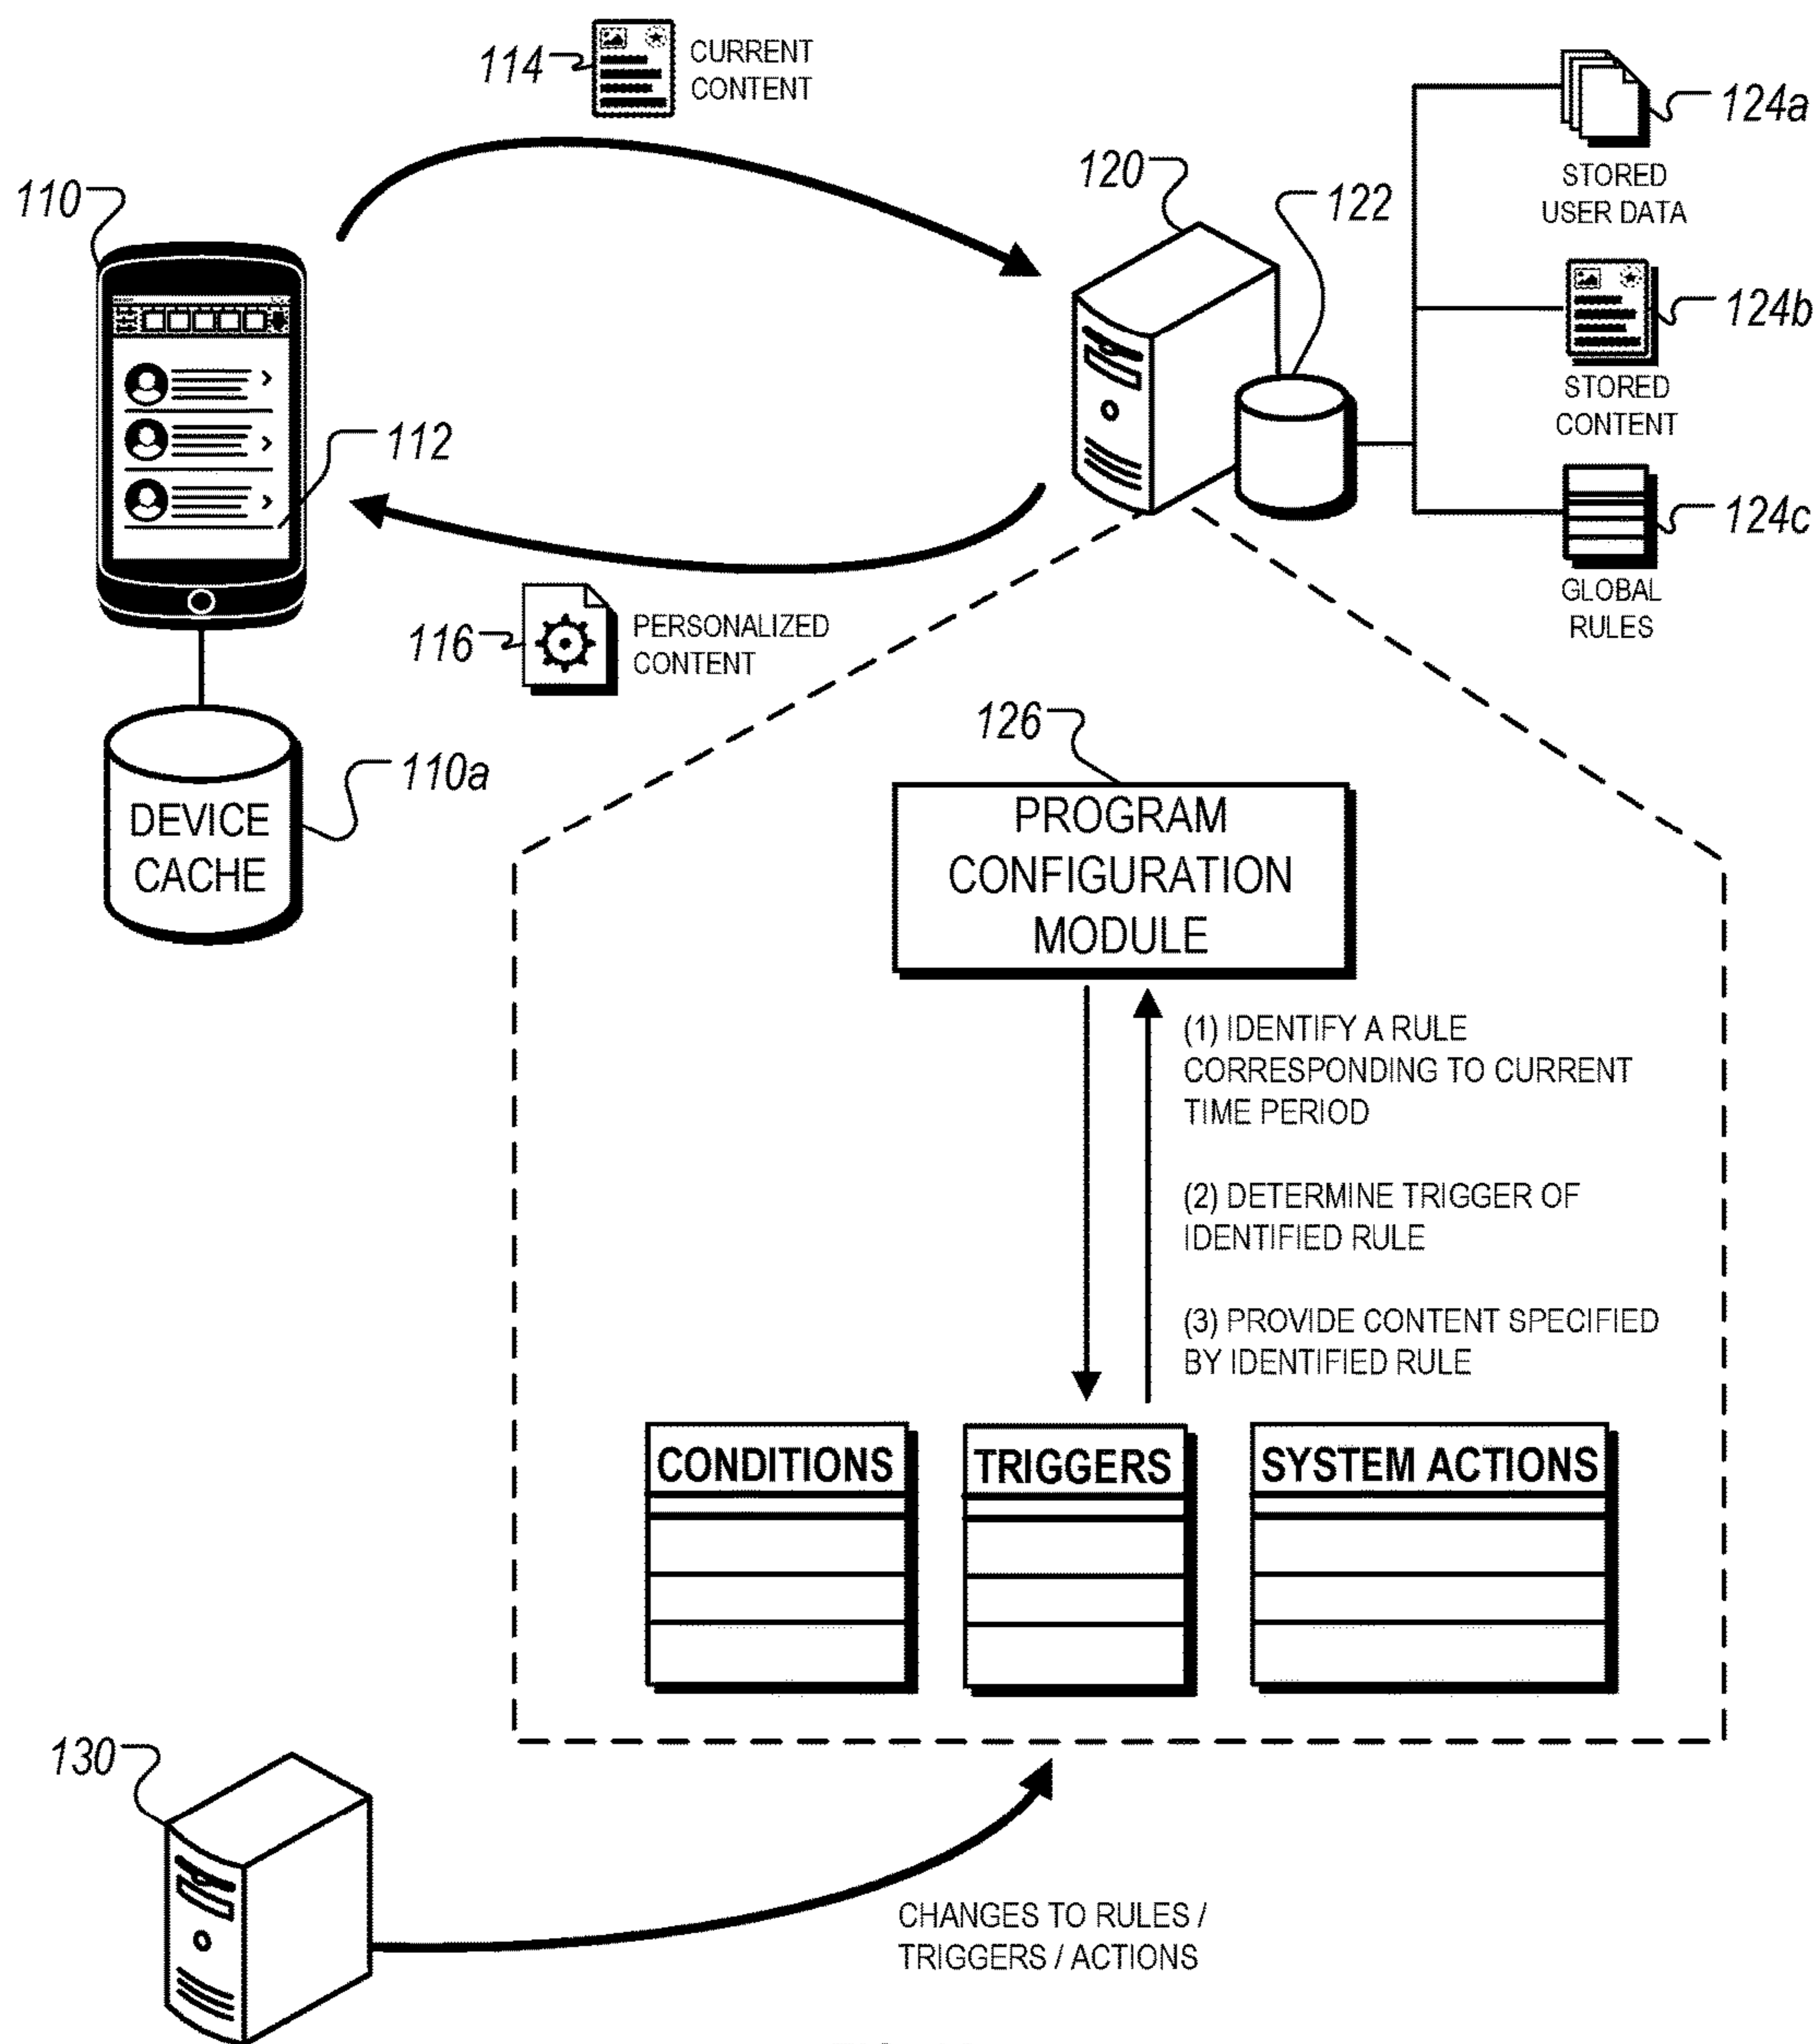 114
CURRENT
CONTENT
124a
STORED
USER DATA
110
120
122
124b
STORED
CONTENT
112
124c
GLOBAL
RULES
116
PERSONALIZED
CONTENT
110a
DEVICE
CACHE
126
PROGRAM
CONFIGURATION
MODULE
(1) IDENTIFY A RULE
CORRESPONDING TO CURRENT
TIME PERIOD
(2) DETERMINE TRIGGER OF
IDENTIFIED RULE
(3) PROVIDE CONTENT SPECIFIED
BY IDENTIFIED RULE
CONDITIONS
TRIGGERS
SYSTEM ACTIONS
130
CHANGES TO RULES /
TRIGGERS / ACTIONS